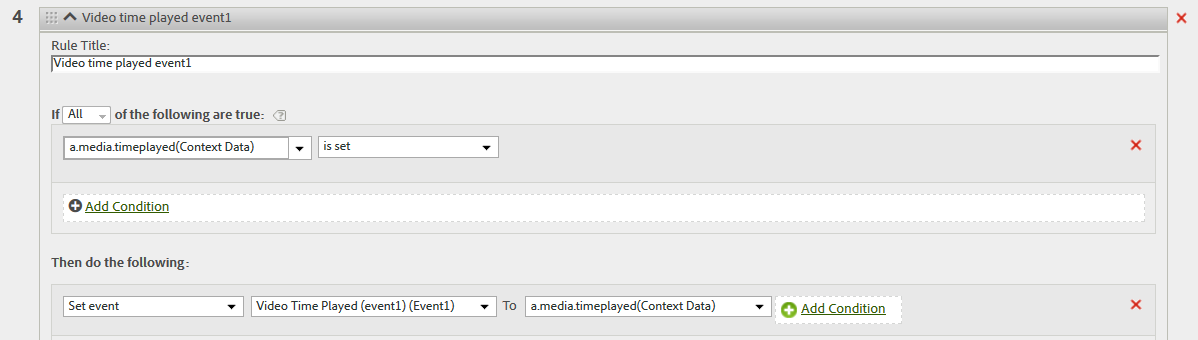 4 Video time played event1
Rule Title:
Video time played event1
If All of the following are true: ?
a.media.timeplayed(Context Data) is set
Add Condition
Then do the following:
Set event Video Time Played (event1) (Event1) To a.media.timeplayed(Context Data) Add Condition